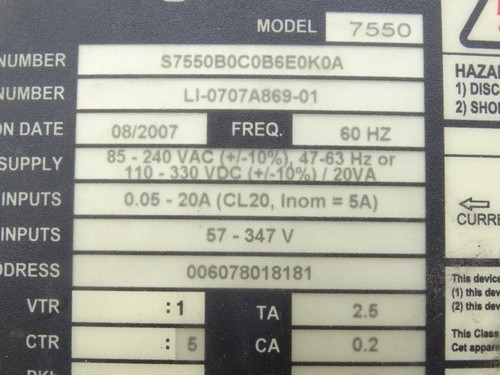 MODEL 7550
NUMBER S7550B0C0B6E0K0A
NUMBER LI-0707A869-01
ON DATE 08/2007 FREQ. 60 HZ
SUPPLY 85 - 240 VAC (+/-10%), 47-63 Hz or
110 - 330 VDC (+/-10%) / 20VA
INPUTS 0.05 - 20A (CL20, Inom = 5A)
INPUTS 57 - 347 V
DDRESS 006078018181
VTR :1 TA 2.5
CTR : 5 CA 0.2
HAZA
1) DISC
2) SHO
CURRE
This device
(1) this dev
(2) this dev
This Class
Cet appare